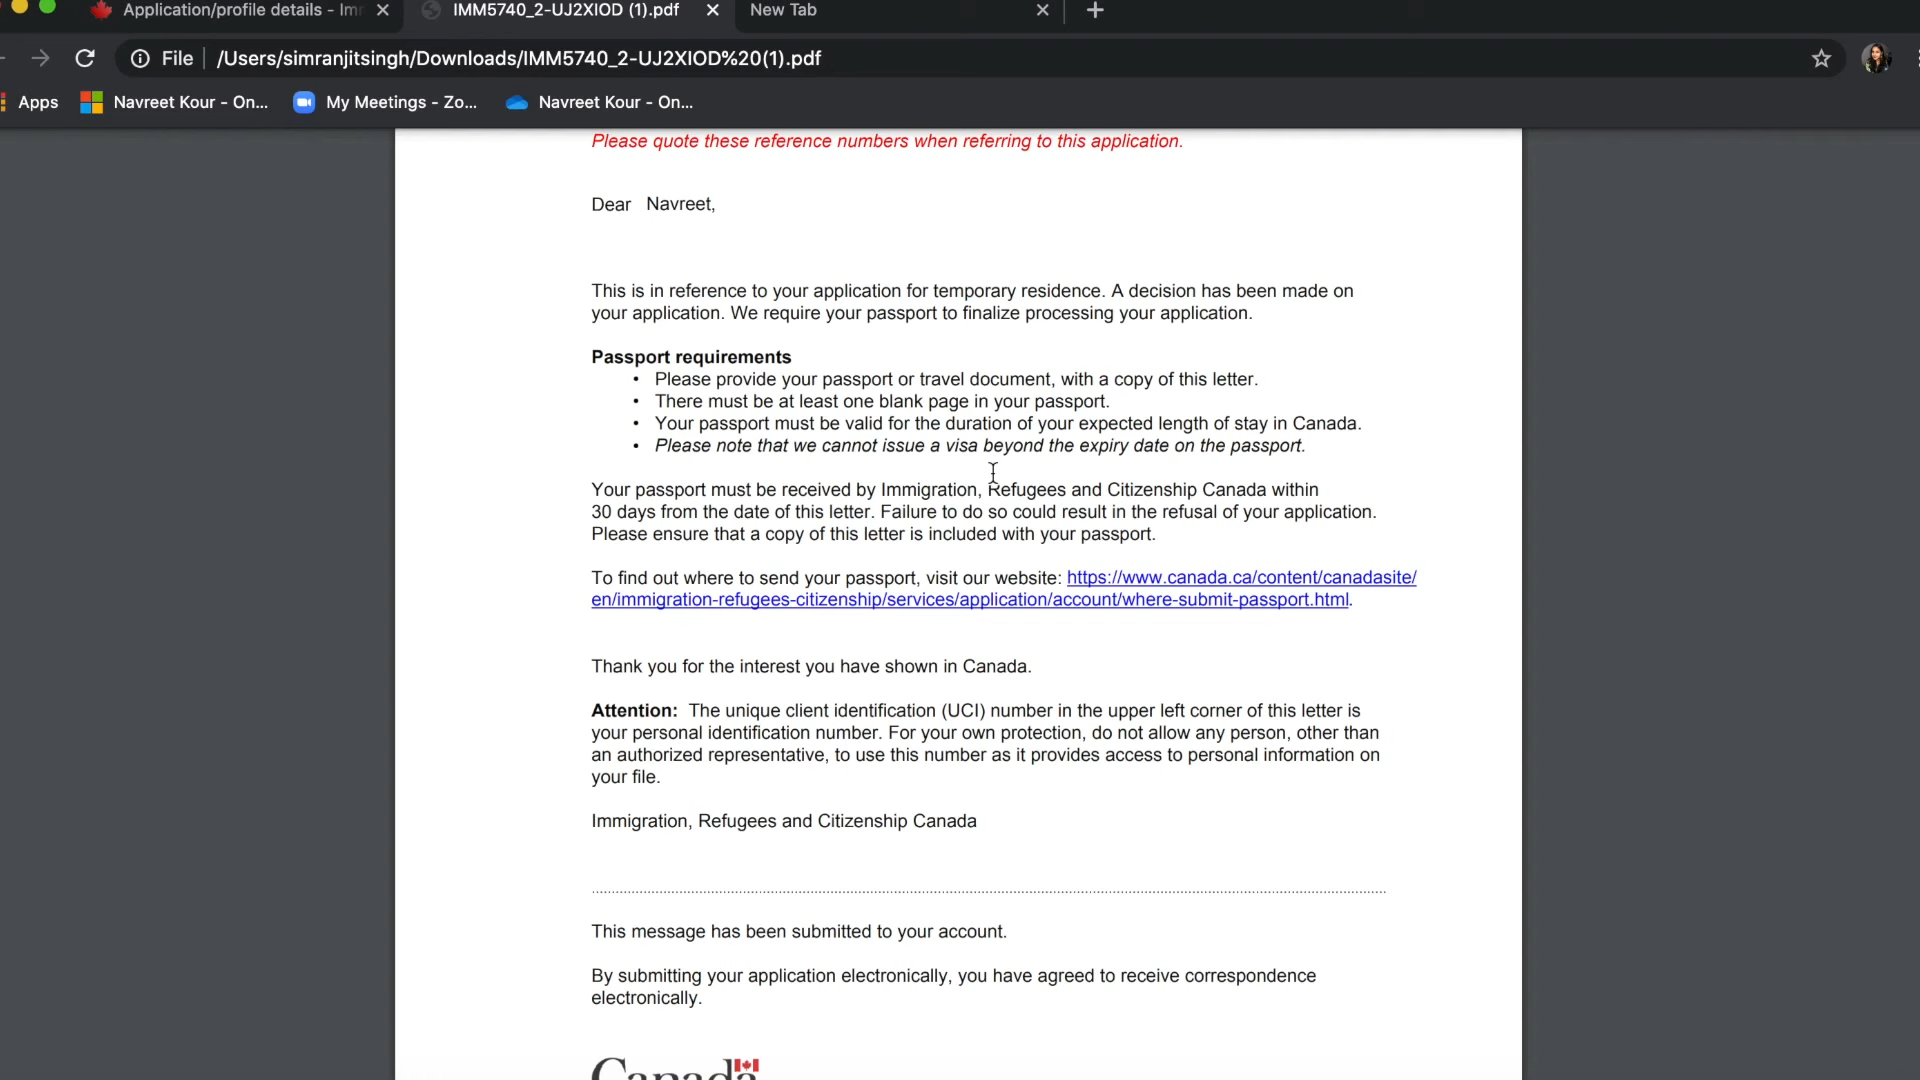 Application/profile details - Im
IMM5740_2-UJ2XIOD (1).pdf
New Tab
File
/Users/simranjitsingh/Downloads/IMM5740_2-UJ2XIOD%20(1).pdf
Apps
Navreet Kour - On...
My Meetings - Zo...
Navreet Kour - On...
Please quote these reference numbers when referring to this application.
Dear Navreet,
This is in reference to your application for temporary residence. A decision has been made on
your application. We require your passport to finalize processing your application.
Passport requirements
• Please provide your passport or travel document, with a copy of this letter.
• There must be at least one blank page in your passport.
• Your passport must be valid for the duration of your expected length of stay in Canada.
• Please note that we cannot issue a visa beyond the expiry date on the passport.
Your passport must be received by Immigration, Refugees and Citizenship Canada within
30 days from the date of this letter. Failure to do so could result in the refusal of your application.
Please ensure that a copy of this letter is included with your passport.
To find out where to send your passport, visit our website: https://www.canada.ca/content/canadasite/
en/immigration-refugees-citizenship/services/application/account/where-submit-passport.html.
Thank you for the interest you have shown in Canada.
Attention: The unique client identification (UCI) number in the upper left corner of this letter is
your personal identification number. For your own protection, do not allow any person, other than
an authorized representative, to use this number as it provides access to personal information on
your file.
Immigration, Refugees and Citizenship Canada
This message has been submitted to your account.
By submitting your application electronically, you have agreed to receive correspondence
electronically.
Canada